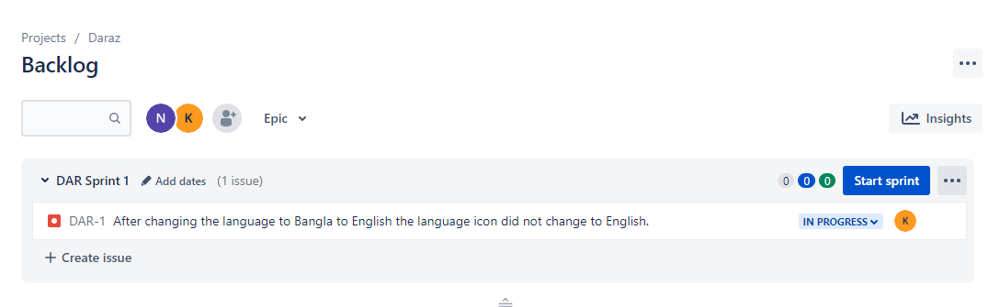 Projects / Daraz
Backlog
N K Epic Insights
DAR Sprint 1 Add dates (1 issue) 0 0 0 Start sprint
DAR-1 After changing the language to Bangla to English the language icon did not change to English. IN PROGRESS K
+ Create issue